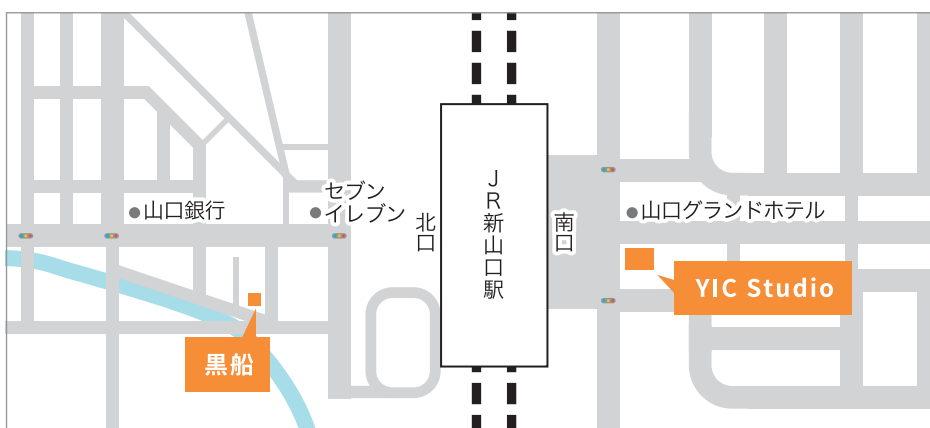 山口銀行
セブン
イレブン
北口
JR新山口駅
南口
山口グランドホテル
YIC Studio
黒船